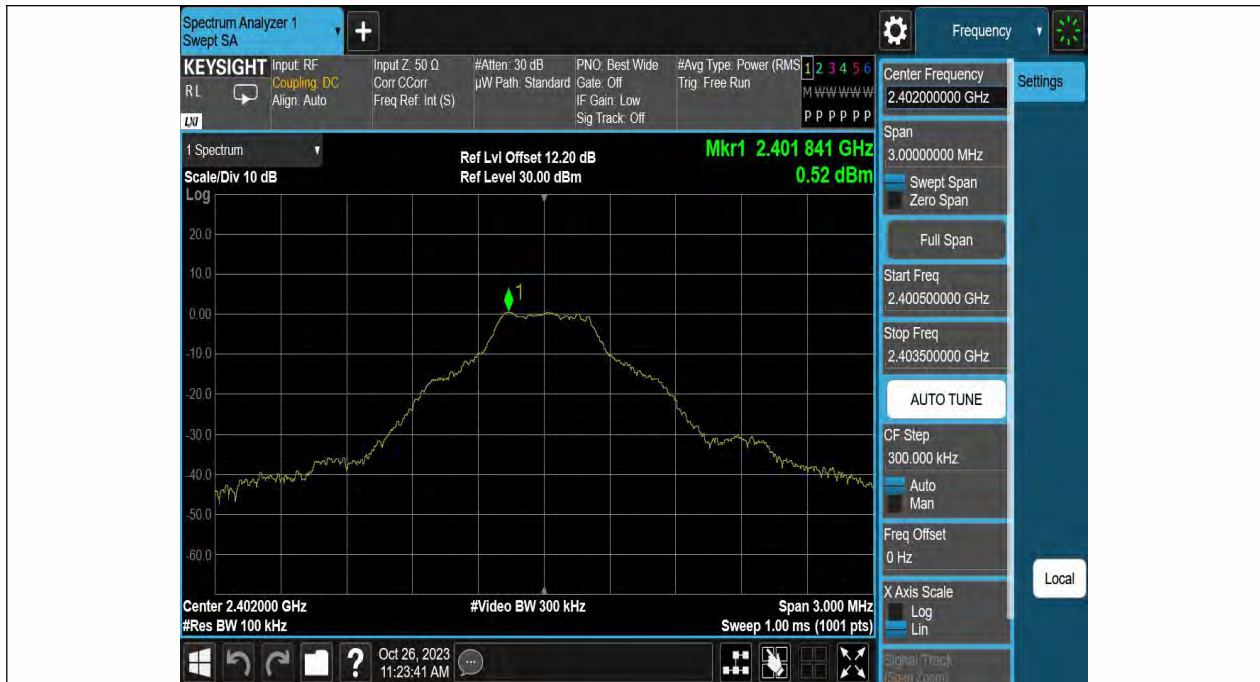 Spectrum Analyzer 1
Swept SA
+
Frequency
KEYSIGHT
RL
LXI
Input: RF
Coupling: DC
Align: Auto
Input Z: 50 Ω
Corr CCorr
Freq Ref: Int (S)
#Atten: 30 dB
µW Path: Standard
PNO: Best Wide
Gate: Off
IF Gain: Low
Sig Track: Off
#Avg Type: Power (RMS
Trig: Free Run
1 2 3 4 5 6
M W W W W W
P P P P P P
1 Spectrum
Scale/Div 10 dB
Log
Ref Lvl Offset 12.20 dB
Ref Level 30.00 dBm
Mkr1 2.401 841 GHz
0.52 dBm
1
20.0
10.0
0.00
-10.0
-20.0
-30.0
-40.0
-50.0
-60.0
Center 2.402000 GHz
#Res BW 100 kHz
#Video BW 300 kHz
Span 3.000 MHz
Sweep 1.00 ms (1001 pts)
?
Oct 26, 2023
11:23:41 AM
Center Frequency
2.402000000 GHz
Settings
Span
3.00000000 MHz
Swept Span
Zero Span
Full Span
Start Freq
2.400500000 GHz
Stop Freq
2.403500000 GHz
AUTO TUNE
CF Step
300.000 kHz
Auto
Man
Freq Offset
0 Hz
Local
X Axis Scale
Log
Lin
Signal Track
(Span Zoom)